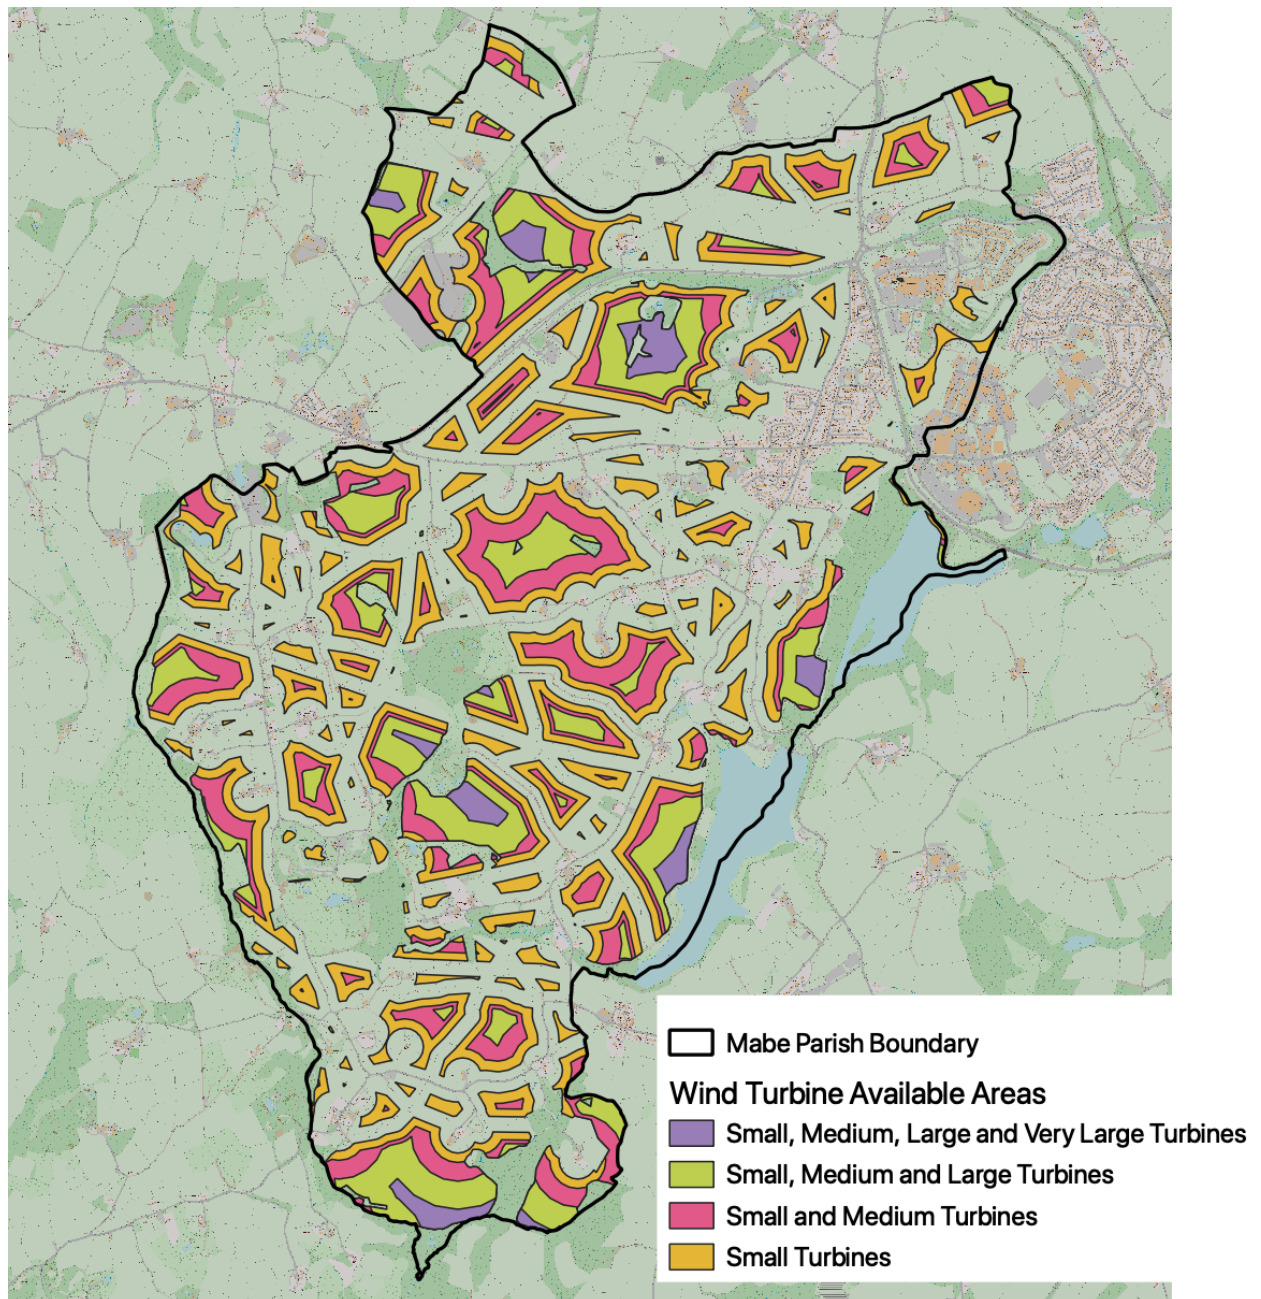 Mabe Parish Boundary
Wind Turbine Available Areas
Small, Medium, Large and Very Large Turbines
Small, Medium and Large Turbines
Small and Medium Turbines
Small Turbines